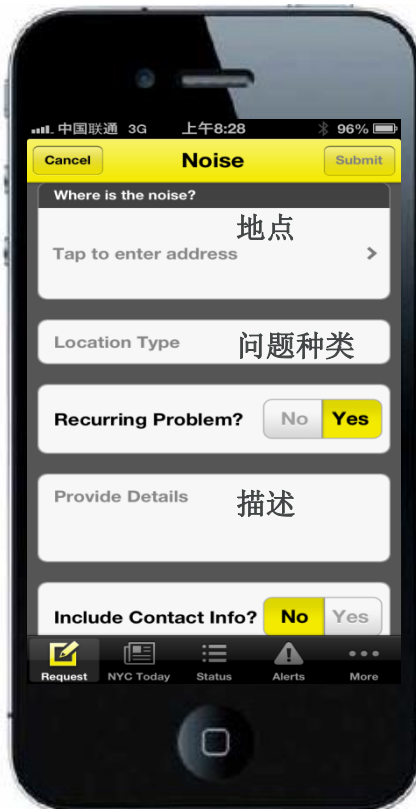 中国联通 3G 上午8:28 96%
Cancel Noise Submit
Where is the noise?
地点
Tap to enter address
Location Type 问题种类
Recurring Problem? No Yes
Provide Details 描述
Include Contact Info? No Yes
Request NYC Today Status Alerts More